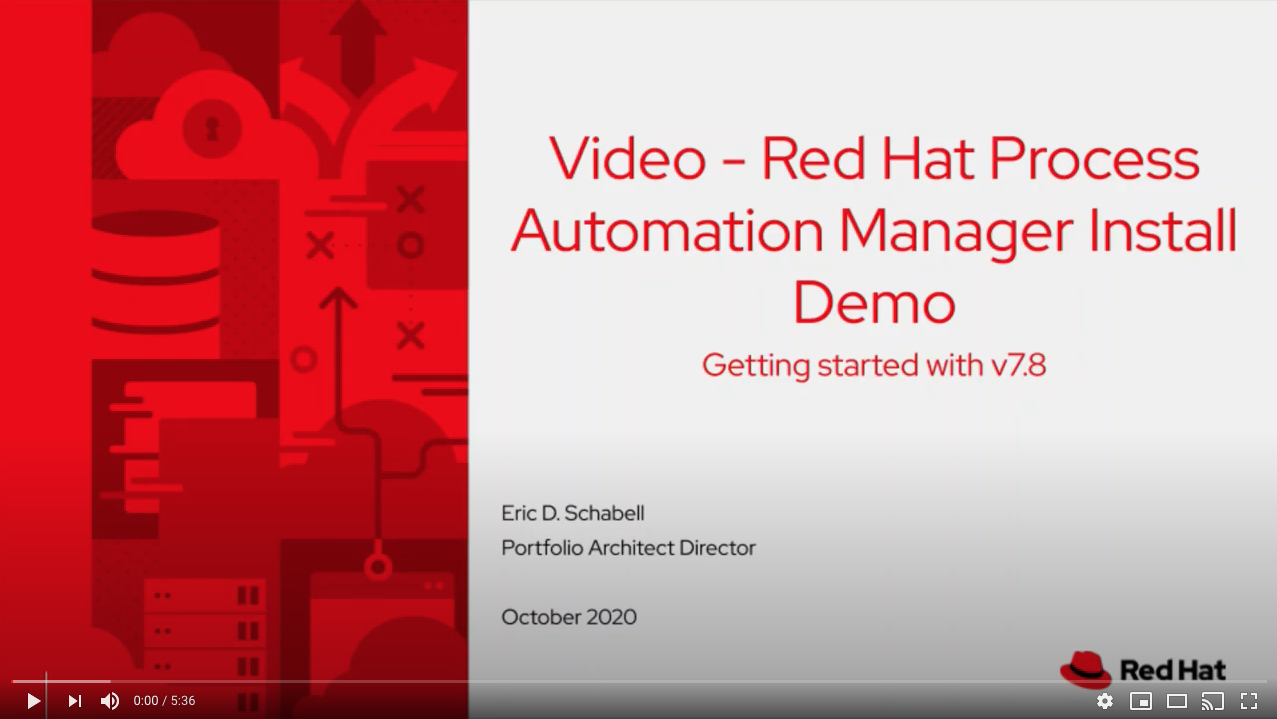 Video - Red Hat Process
Automation Manager Install
Demo
Getting started with v7.8
Eric D. Schabell
Portfolio Architect Director
October 2020
Red Hat
0:00 / 5:36